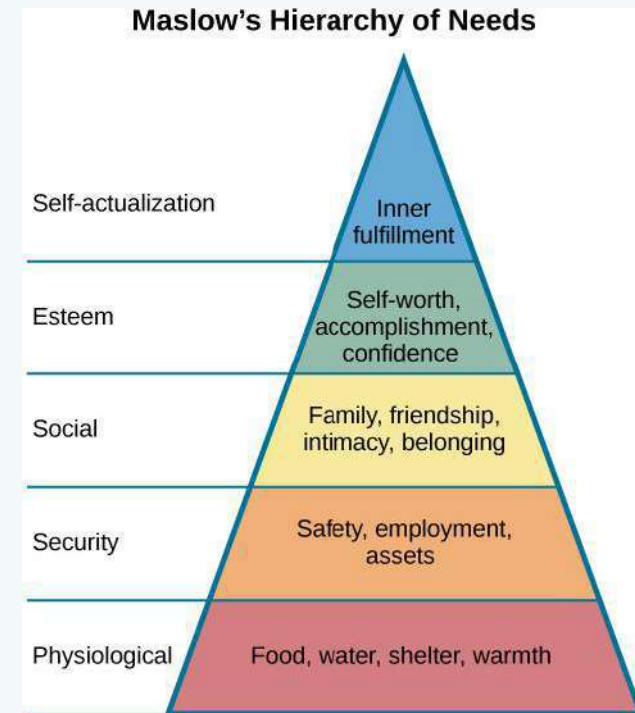 Maslow's Hierarchy of Needs
Self-actualization
Inner
fulfillment
Esteem
Self-worth,
accomplishment,
confidence
Social
Family, friendship,
intimacy, belonging
Security
Safety, employment,
assets
Physiological
Food, water, shelter, warmth